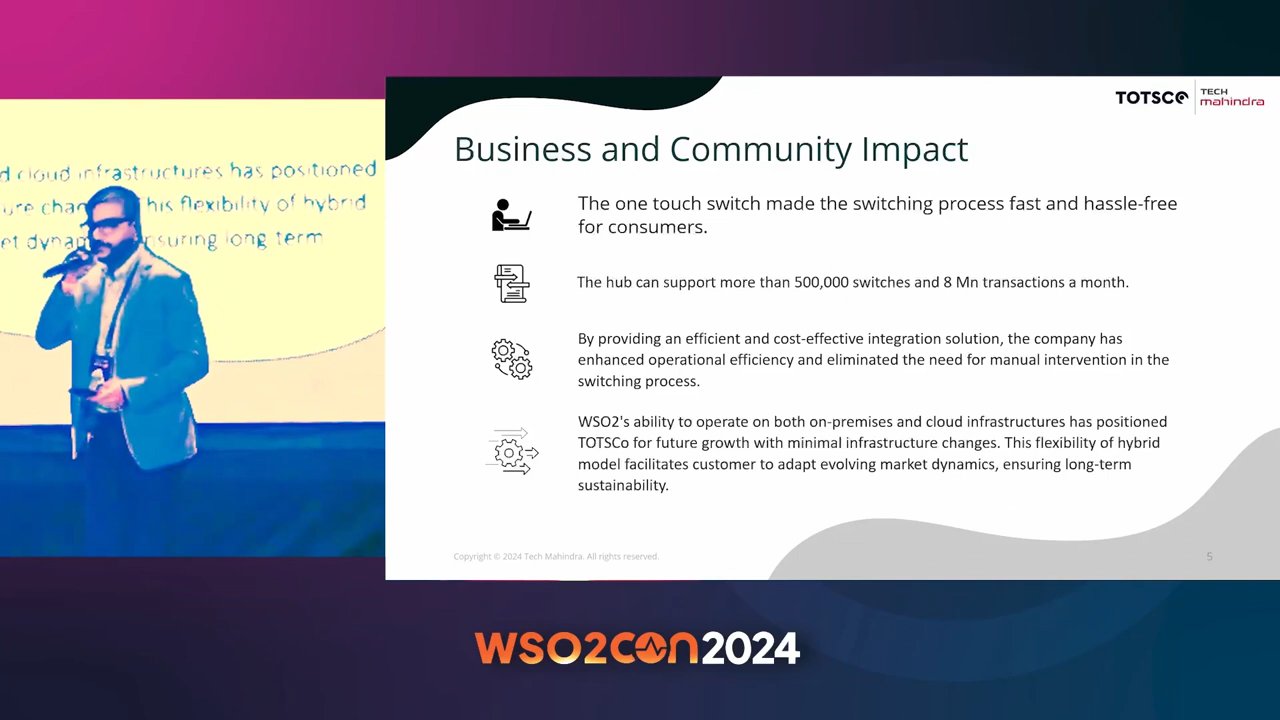 TOTSCO
TECH
mahindra
Business and Community Impact
d cloud infrastructures has positioned
ure his flexibility of hybrid
et suring long term
The one touch switch made the switching process fast and hassle-free
for consumers.
The hub can support more than 500,000 switches and 8 Mn transactions a month.
By providing an efficient and cost-effective integration solution, the company has
enhanced operational efficiency and eliminated the need for manual intervention in the
switching process.
WSO2's ability to operate on both on-premises and cloud infrastructures has positioned
TOTSCo for future growth with minimal infrastructure changes. This flexibility of hybrid
model facilitates customer to adapt evolving market dynamics, ensuring long-term
sustainability.
Copyright © 2024 Tech Mahindra. All rights reserved.
5
WSO2CON2024